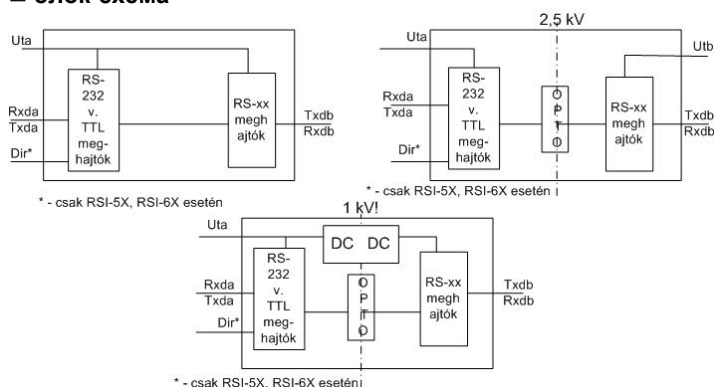 блок-схема
Uta
RS-
232
v.
TTL
meg-
hajtók
RS-xx
megh
ajtók
Rxda
Txda
Dir*
Txdb
Rxdb
* - csak RSI-5X, RSI-6X esetén
2,5 kV
Uta
Utb
RS-
232
v.
TTL
meg-
hajtók
O
P
T
O
RS-xx
megh
ajtók
Rxda
Txda
Dir*
Txdb
Rxdb
* - csak RSI-5X, RSI-6X esetén
1 kV!
Uta
DC DC
RS-
232
v.
TTL
meg-
hajtók
O
P
T
O
RS-xx
megh
ajtók
Rxda
Txda
Dir*
Txdb
Rxdb
* - csak RSI-5X, RSI-6X esetén